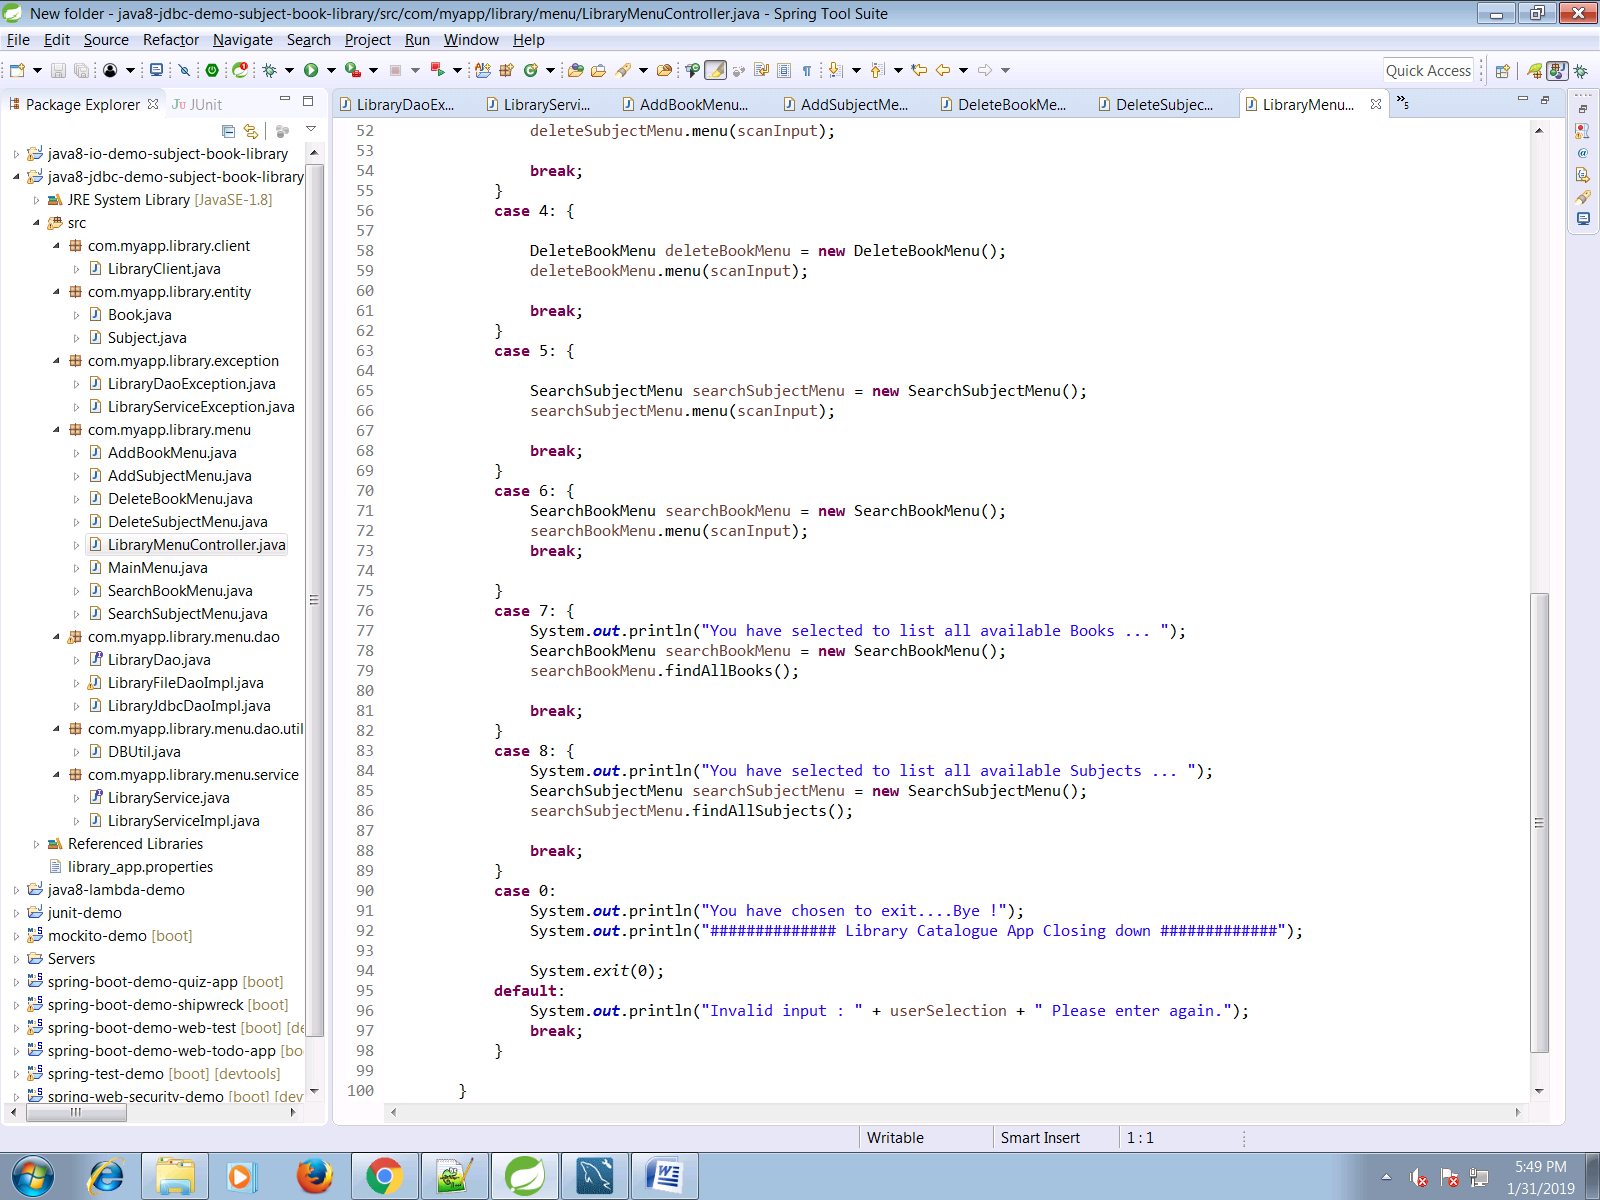 New folder - java8-jdbc-demo-subject-book-library/src/com/myapp/library/menu/LibraryMenuController.java - Spring Tool Suite
File Edit Source Refactor Navigate Search Project Run Window Help
Quick Access
Package Explorer JUnit
LibraryDaoEx... LibraryServi... AddBookMenu... AddSubjectMe... DeleteBookMe... DeleteSubjec... LibraryMenu... »5
java8-io-demo-subject-book-library
java8-jdbc-demo-subject-book-library
JRE System Library [JavaSE-1.8]
src
com.myapp.library.client
LibraryClient.java
com.myapp.library.entity
Book.java
Subject.java
com.myapp.library.exception
LibraryDaoException.java
LibraryServiceException.java
com.myapp.library.menu
AddBookMenu.java
AddSubjectMenu.java
DeleteBookMenu.java
DeleteSubjectMenu.java
LibraryMenuController.java
MainMenu.java
SearchBookMenu.java
SearchSubjectMenu.java
com.myapp.library.menu.dao
LibraryDao.java
LibraryFileDaoImpl.java
LibraryJdbcDaoImpl.java
com.myapp.library.menu.dao.util
DBUtil.java
com.myapp.library.menu.service
LibraryService.java
LibraryServiceImpl.java
Referenced Libraries
library_app.properties
java8-lambda-demo
junit-demo
mockito-demo [boot]
Servers
spring-boot-demo-quiz-app [boot]
spring-boot-demo-shipwreck [boot]
spring-boot-demo-web-test [boot] [de
spring-boot-demo-web-todo-app [bo
spring-test-demo [boot] [devtools]
spring-web-security-demo [boot] [dev
52 deleteSubjectMenu.menu(scanInput);
53
54 break;
55 }
56 case 4: {
57
58 DeleteBookMenu deleteBookMenu = new DeleteBookMenu();
59 deleteBookMenu.menu(scanInput);
60
61 break;
62 }
63 case 5: {
64
65 SearchSubjectMenu searchSubjectMenu = new SearchSubjectMenu();
66 searchSubjectMenu.menu(scanInput);
67
68 break;
69 }
70 case 6: {
71 SearchBookMenu searchBookMenu = new SearchBookMenu();
72 searchBookMenu.menu(scanInput);
73 break;
74
75 }
76 case 7: {
77 System.out.println("You have selected to list all available Books ... ");
78 SearchBookMenu searchBookMenu = new SearchBookMenu();
79 searchBookMenu.findAllBooks();
80
81 break;
82 }
83 case 8: {
84 System.out.println("You have selected to list all available Subjects ... ");
85 SearchSubjectMenu searchSubjectMenu = new SearchSubjectMenu();
86 searchSubjectMenu.findAllSubjects();
87
88 break;
89 }
90 case 0:
91 System.out.println("You have chosen to exit....Bye !");
92 System.out.println("############## Library Catalogue App Closing down #############");
93
94 System.exit(0);
95 default:
96 System.out.println("Invalid input : " + userSelection + " Please enter again.");
97 break;
98 }
99
100 }
Writable Smart Insert 1 : 1
5:49 PM
1/31/2019